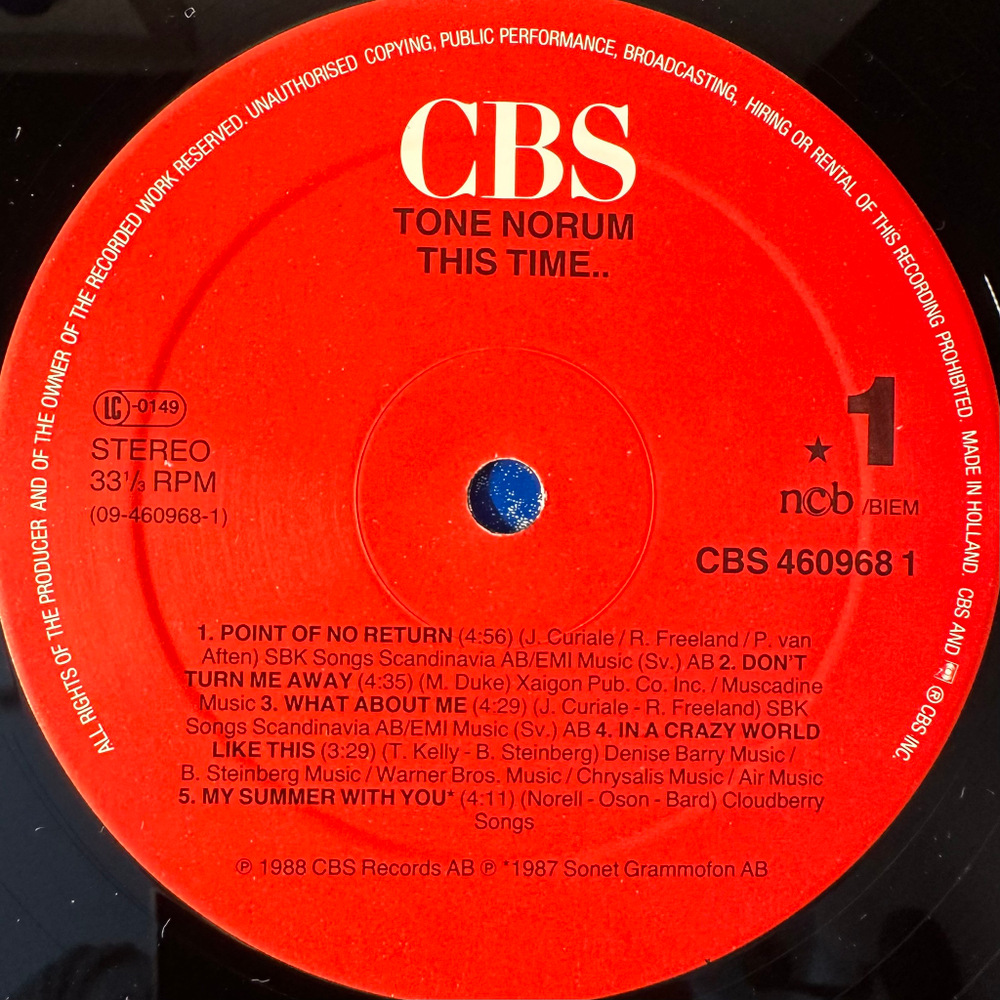 ALL RIGHTS OF THE PRODUCER AND OF THE OWNER OF THE RECORDED WORK RESERVED. UNAUTHORISED COPYING, PUBLIC PERFORMANCE, BROADCASTING, HIRING OR RENTAL OF THIS RECORDING PROHIBITED. MADE IN HOLLAND. CBS AND ® CBS INC.
CBS
TONE NORUM
THIS TIME..
LC-0149
STEREO
33⅓ RPM
(09-460968-1)
1
★
ncb /BIEM
CBS 460968 1
1. POINT OF NO RETURN (4:56) (J. Curiale / R. Freeland / P. van
Aften) SBK Songs Scandinavia AB/EMI Music (Sv.) AB 2. DON'T
TURN ME AWAY (4:35) (M. Duke) Xaigon Pub. Co. Inc. / Muscadine
Music 3. WHAT ABOUT ME (4:29) (J. Curiale - R. Freeland) SBK
Songs Scandinavia AB/EMI Music (Sv.) AB 4. IN A CRAZY WORLD
LIKE THIS (3:29) (T. Kelly - B. Steinberg) Denise Barry Music /
B. Steinberg Music / Warner Bros. Music / Chrysalis Music / Air Music
5. MY SUMMER WITH YOU* (4:11) (Norell - Oson - Bard) Cloudberry
Songs
℗ 1988 CBS Records AB ℗ *1987 Sonet Grammofon AB